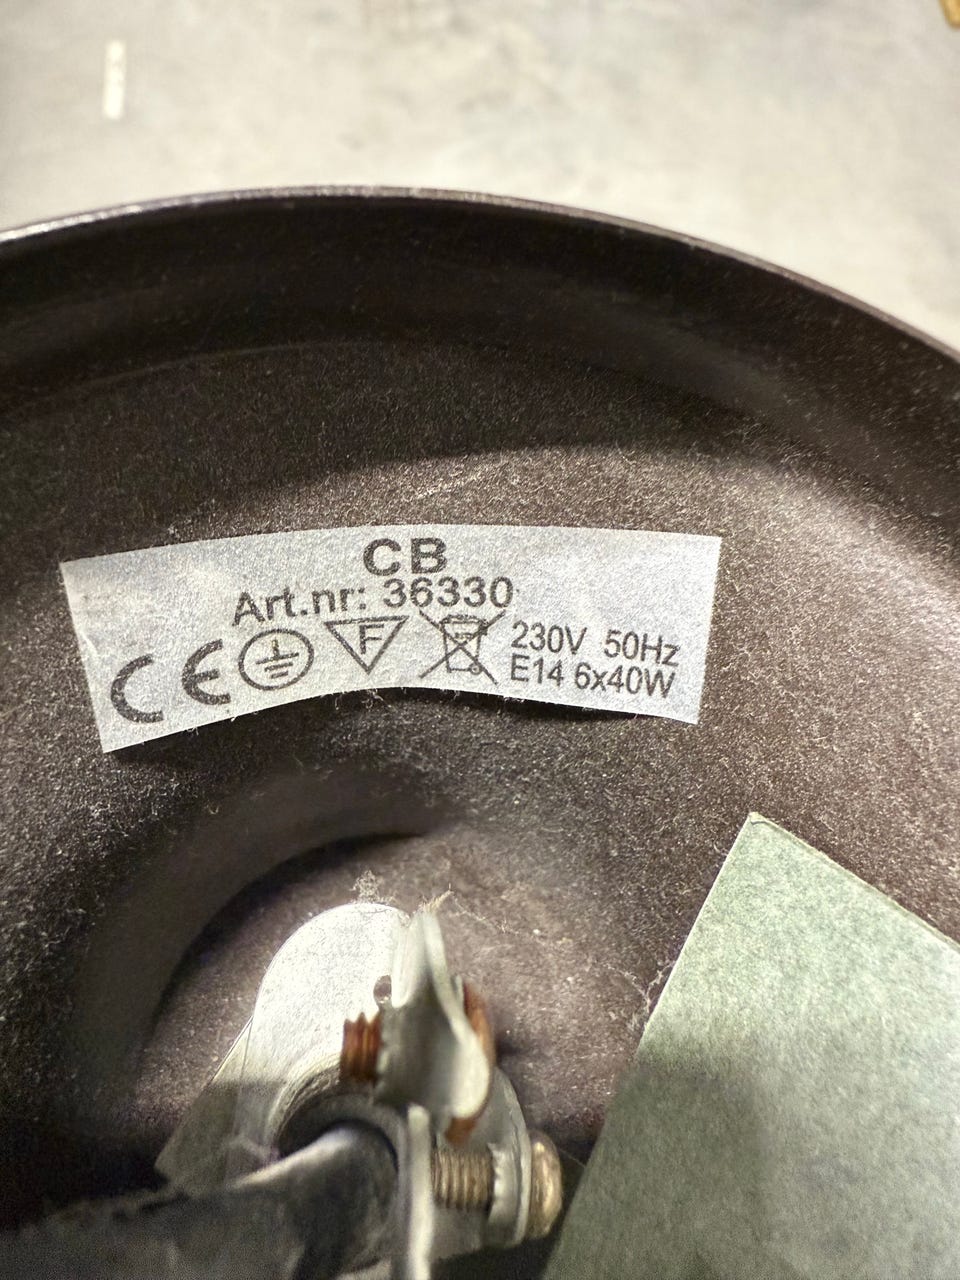 CB
Art.nr: 36330
CE F 230V 50Hz
E14 6x40W